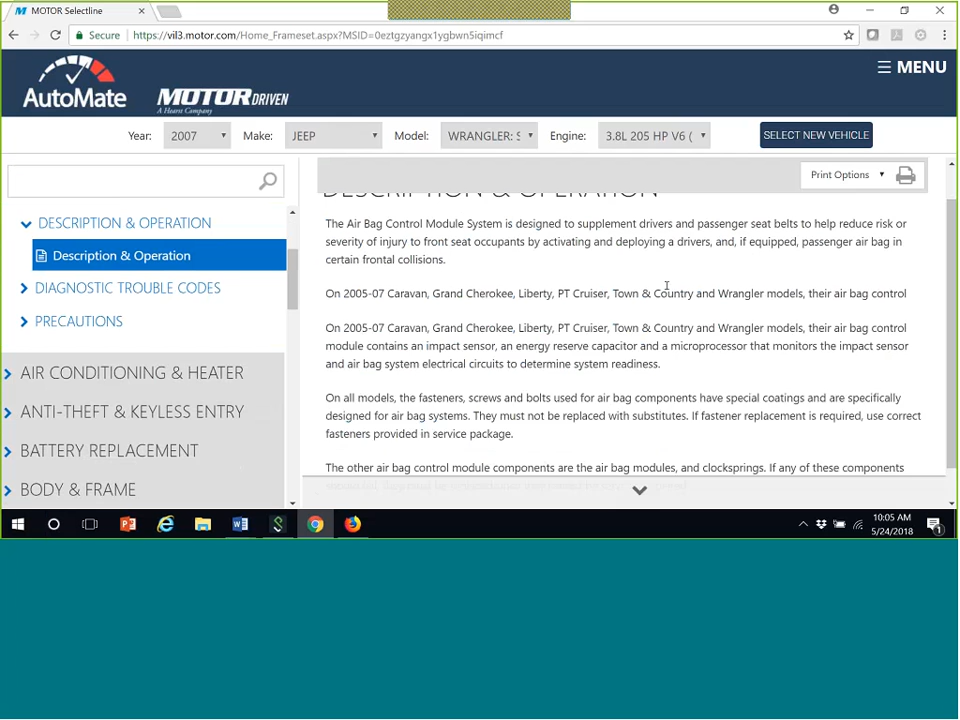 MOTOR Selectline
Secure https://vil3.motor.com/Home_Frameset.aspx?MSID=0eztgzyangx1ygbwn5iqimcf
AutoMate
MOTOR DRIVEN
A Hearst Company
MENU
Year: 2007 Make: JEEP Model: WRANGLER: S Engine: 3.8L 205 HP V6 ( SELECT NEW VEHICLE
Print Options
DESCRIPTION & OPERATION
Description & Operation
DIAGNOSTIC TROUBLE CODES
PRECAUTIONS
AIR CONDITIONING & HEATER
ANTI-THEFT & KEYLESS ENTRY
BATTERY REPLACEMENT
BODY & FRAME
DESCRIPTION & OPERATION
The Air Bag Control Module System is designed to supplement drivers and passenger seat belts to help reduce risk or
severity of injury to front seat occupants by activating and deploying a drivers, and, if equipped, passenger air bag in
certain frontal collisions.
On 2005-07 Caravan, Grand Cherokee, Liberty, PT Cruiser, Town & Country and Wrangler models, their air bag control
On 2005-07 Caravan, Grand Cherokee, Liberty, PT Cruiser, Town & Country and Wrangler models, their air bag control
module contains an impact sensor, an energy reserve capacitor and a microprocessor that monitors the impact sensor
and air bag system electrical circuits to determine system readiness.
On all models, the fasteners, screws and bolts used for air bag components have special coatings and are specifically
designed for air bag systems. They must not be replaced with substitutes. If fastener replacement is required, use correct
fasteners provided in service package.
The other air bag control module components are the air bag modules, and clocksprings. If any of these components
10:05 AM
5/24/2018
1